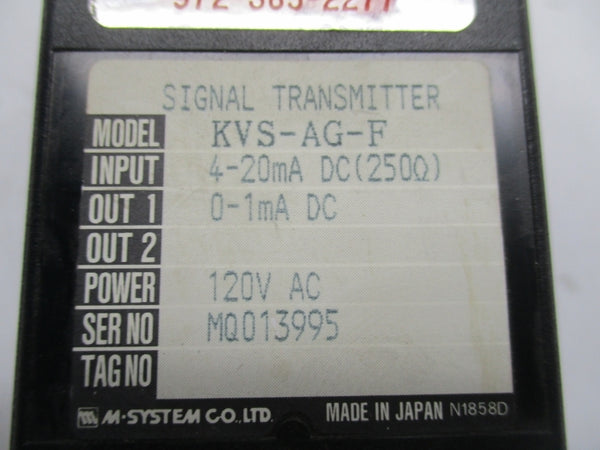 SIGNAL TRANSMITTER
MODEL KVS-AG-F
INPUT 4-20mA DC(250Ω)
OUT 1 0-1mA DC
OUT 2
POWER 120V AC
SER NO MQ013995
TAG NO
M-SYSTEM CO., LTD. MADE IN JAPAN N1858D